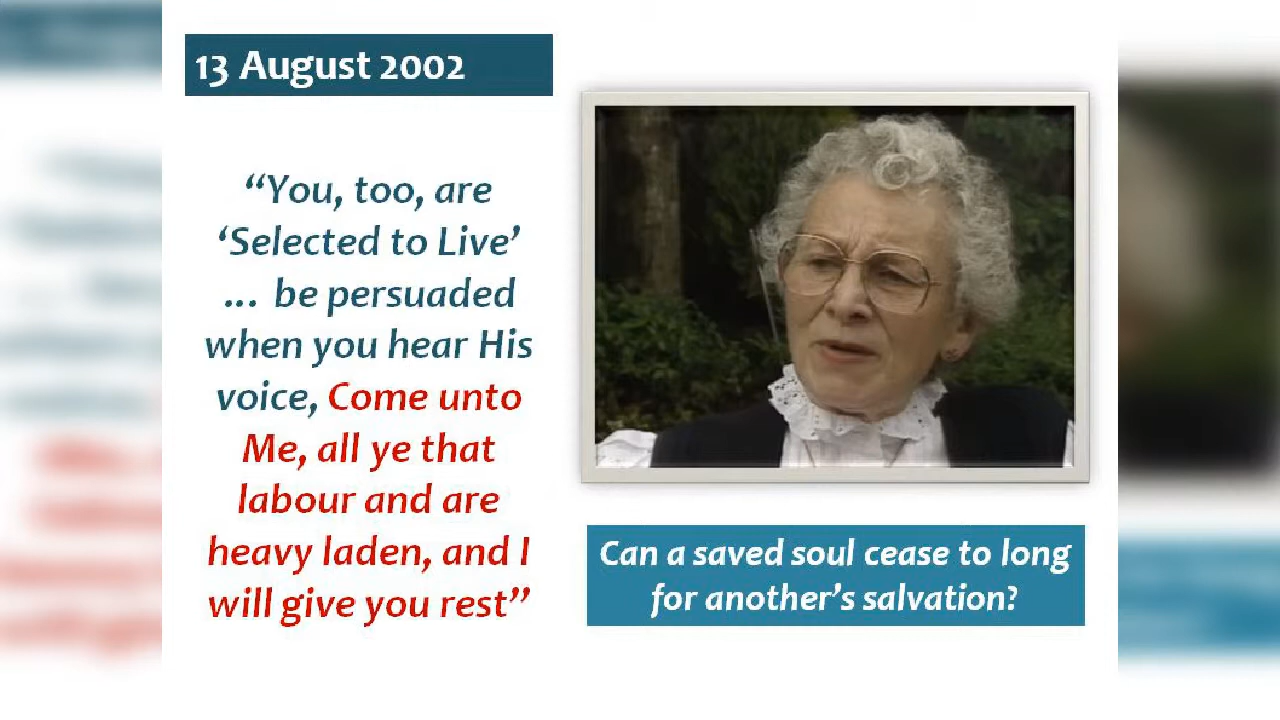 13 August 2002
“You, too, are
‘Selected to Live’
... be persuaded
when you hear His
voice, Come unto
Me, all ye that
labour and are
heavy laden, and I
will give you rest”
Can a saved soul cease to long
for another’s salvation?